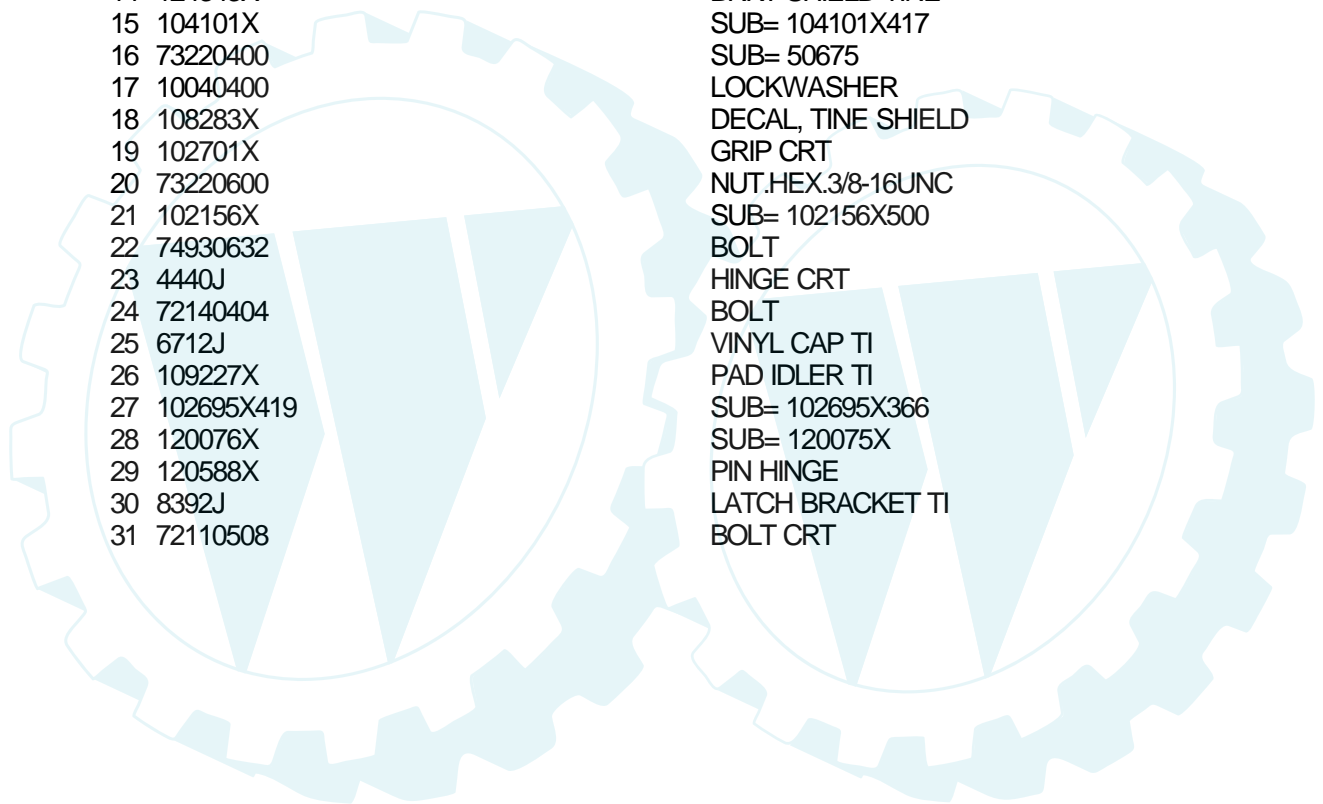 15 104101X SUB= 104101X417
16 73220400 SUB= 50675
17 10040400 LOCKWASHER
18 108283X DECAL, TINE SHIELD
19 102701X GRIP CRT
20 73220600 NUT.HEX.3/8-16UNC
21 102156X SUB= 102156X500
22 74930632 BOLT
23 4440J HINGE CRT
24 72140404 BOLT
25 6712J VINYL CAP TI
26 109227X PAD IDLER TI
27 102695X419 SUB= 102695X366
28 120076X SUB= 120075X
29 120588X PIN HINGE
30 8392J LATCH BRACKET TI
31 72110508 BOLT CRT